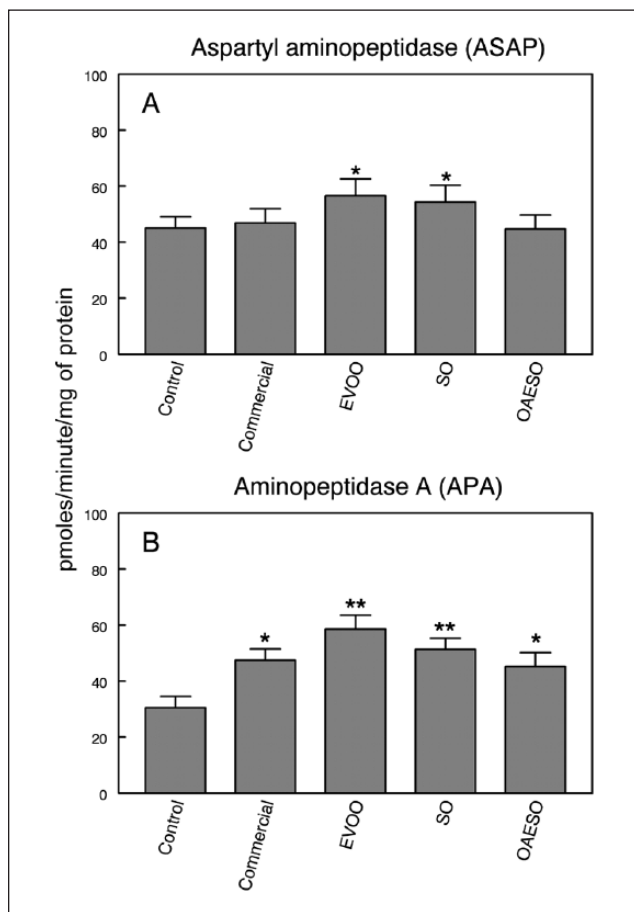 Aspartyl aminopeptidase (ASAP)
A
100
80
60
40
20
0
* *
Control
Commercial
EVOO
SO
OAESO
pmoles/minute/mg of protein
Aminopeptidase A (APA)
B
100
80
60
40
20
0
* ** ** *
Control
Commercial
EVOO
SO
OAESO